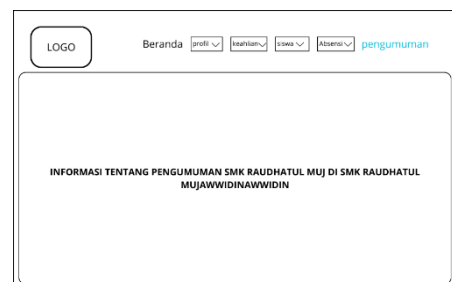 LOGO
Beranda profil keahlian siswa Absensi pengumuman
INFORMASI TENTANG PENGUMUMAN SMK RAUDHATUL MUJ DI SMK RAUDHATUL
MUJAWWIDINAWWIDIN